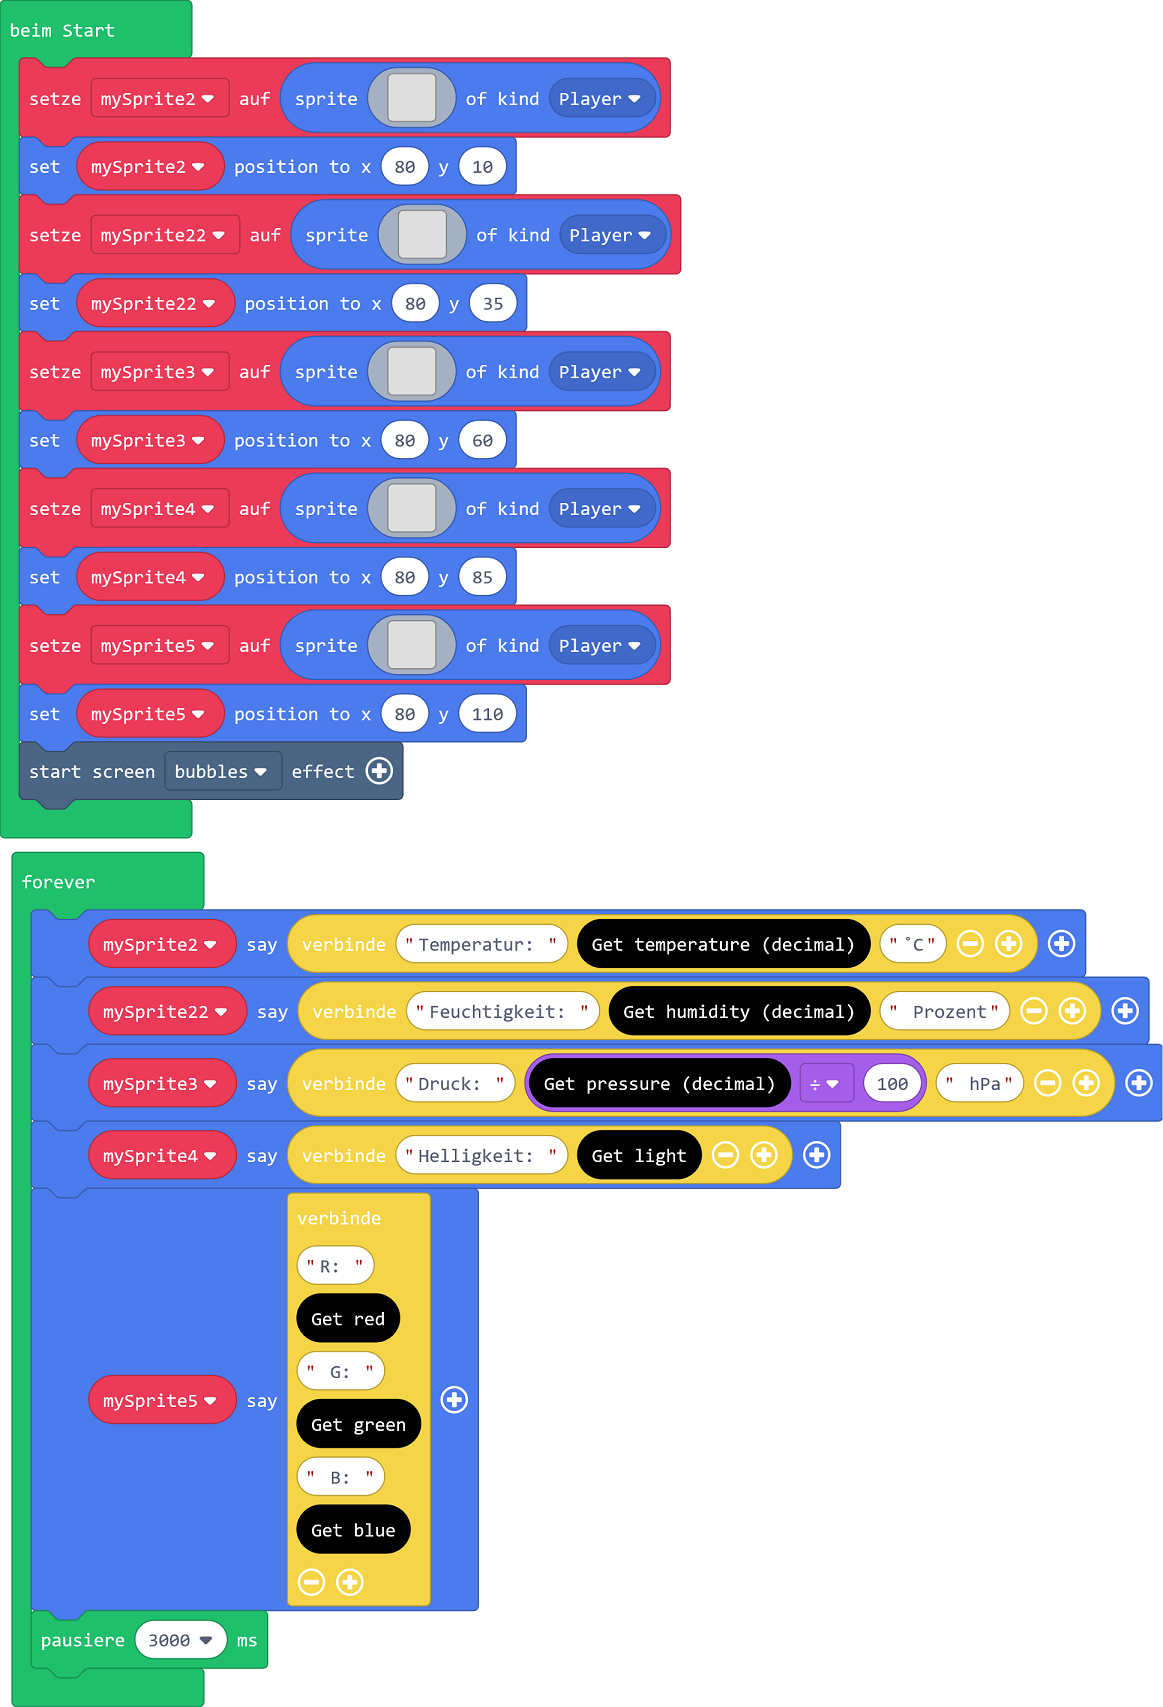 beim Start
setze mySprite2 auf sprite of kind Player
set mySprite2 position to x 80 y 10
setze mySprite22 auf sprite of kind Player
set mySprite22 position to x 80 y 35
setze mySprite3 auf sprite of kind Player
set mySprite3 position to x 80 y 60
setze mySprite4 auf sprite of kind Player
set mySprite4 position to x 80 y 85
setze mySprite5 auf sprite of kind Player
set mySprite5 position to x 80 y 110
start screen bubbles effect
forever
mySprite2 say verbinde "Temperatur: " Get temperature (decimal) "˚C"
mySprite22 say verbinde "Feuchtigkeit: " Get humidity (decimal) " Prozent"
mySprite3 say verbinde "Druck: " Get pressure (decimal) ÷ 100 " hPa"
mySprite4 say verbinde "Helligkeit: " Get light
verbinde
"R: "
Get red
" G: "
mySprite5 say
Get green
" B: "
Get blue
pausiere 3000 ms